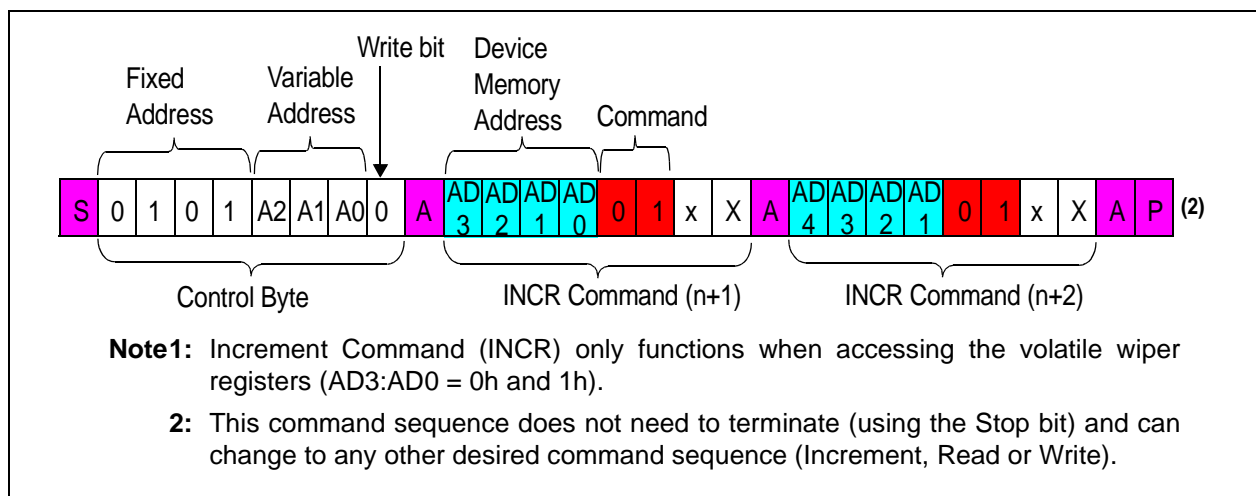 Write bit
Device
Memory
Address
Fixed
Address
Variable
Address
Command
S 0 1 0 1 A2 A1 A0 0 A AD3 AD2 AD1 AD0 0 1 x X A AD4 AD3 AD2 AD1 0 1 x X A P (2)
Control Byte
INCR Command (n+1)
INCR Command (n+2)
Note1: Increment Command (INCR) only functions when accessing the volatile wiper
registers (AD3:AD0 = 0h and 1h).
2: This command sequence does not need to terminate (using the Stop bit) and can
change to any other desired command sequence (Increment, Read or Write).